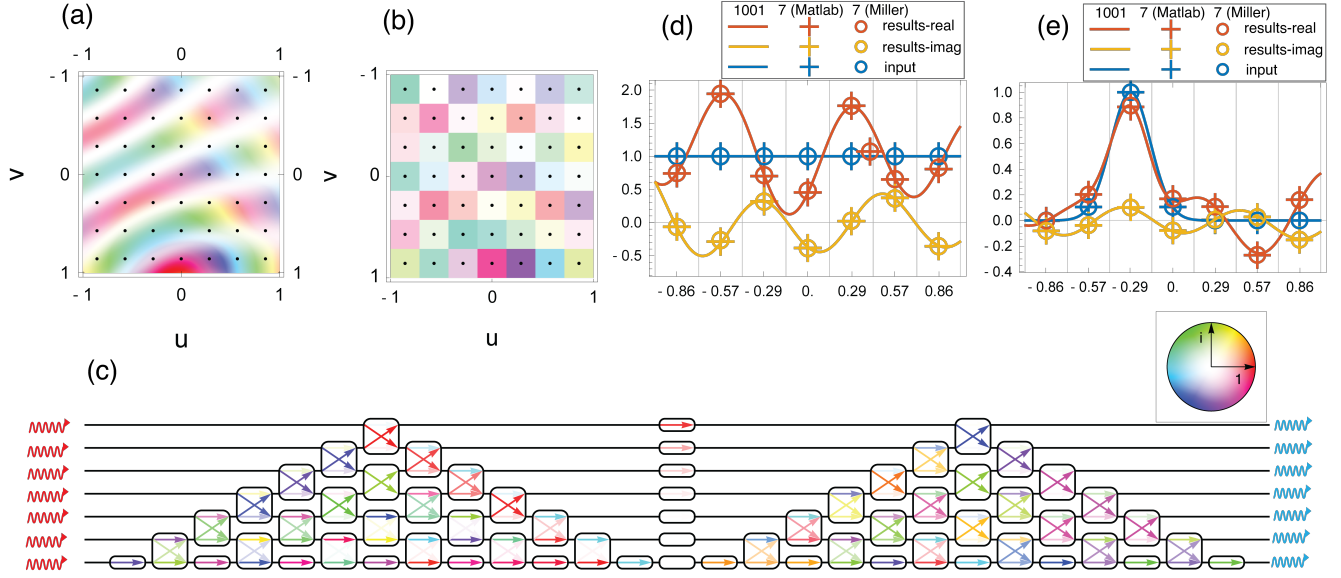 (a)
- 1 0 1
- 1 - 1
v 0 0
1 1
- 1 0 1
u
(b)
- 1
v 0
1
- 1 0 1
u
(d)
1001 7 (Matlab) 7 (Miller)
results-real
results-imag
input
2.0
1.5
1.0
0.5
0.0
- 0.5
- 0.86 - 0.57 - 0.29 0. 0.29 0.57 0.86
(e)
1001 7 (Matlab) 7 (Miller)
results-real
results-imag
input
1.0
0.8
0.6
0.4
0.2
0.0
- 0.2
- 0.4
- 0.86 - 0.57 - 0.29 0. 0.29 0.57 0.86
i
1
(c)